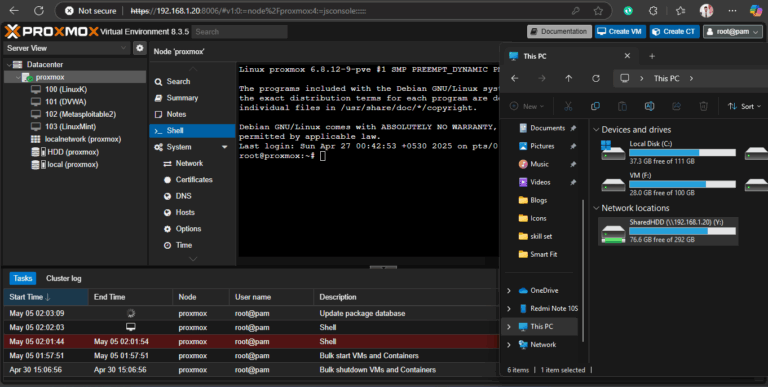 Not secure
https://192.168.1.20:8006/#v1:0:=node%2Fproxmox:4:=jsconsole:::::
PROXMOX Virtual Environment 8.3.5
Search
Documentation
Create VM
Create CT
root@pam
Server View
Datacenter
proxmox
100 (LinuxK)
101 (DVWA)
102 (Metasploitable2)
103 (LinuxMint)
localnetwork (proxmox)
HDD (proxmox)
local (proxmox)
Node 'proxmox'
Search
Summary
Notes
Shell
System
Network
Certificates
DNS
Hosts
Options
Time
Linux proxmox 6.8.12-9-pve #1 SMP PREEMPT_DYNAMIC
The programs included with the Debian GNU/Linux sys
the exact distribution terms for each program are de
individual files in /usr/share/doc/*/copyright.
Debian GNU/Linux comes with ABSOLUTELY NO WARRANTY,
permitted by applicable law.
Last login: Sun Apr 27 00:42:53 +0530 2025 on pts/0
root@proxmox:~#
This PC
This PC
New
Sort
Documents
Pictures
Music
Videos
Blogs
Icons
skill set
Smart Fit
OneDrive
Redmi Note 10S
This PC
Network
Devices and drives
Local Disk (C:)
37.3 GB free of 111 GB
VM (F:)
28.0 GB free of 100 GB
Network locations
SharedHDD (\\192.168.1.20) (Y:)
76.6 GB free of 292 GB
6 items
1 item selected
Tasks
Cluster log
Start Time
End Time
Node
User name
Description
May 05 02:03:09
proxmox
root@pam
Update package database
May 05 02:02:03
proxmox
root@pam
Shell
May 05 02:01:44
May 05 02:01:54
proxmox
root@pam
Shell
May 05 01:57:51
May 05 01:57:51
proxmox
root@pam
Bulk start VMs and Containers
Apr 30 15:06:56
Apr 30 15:06:56
proxmox
root@pam
Bulk shutdown VMs and Containers